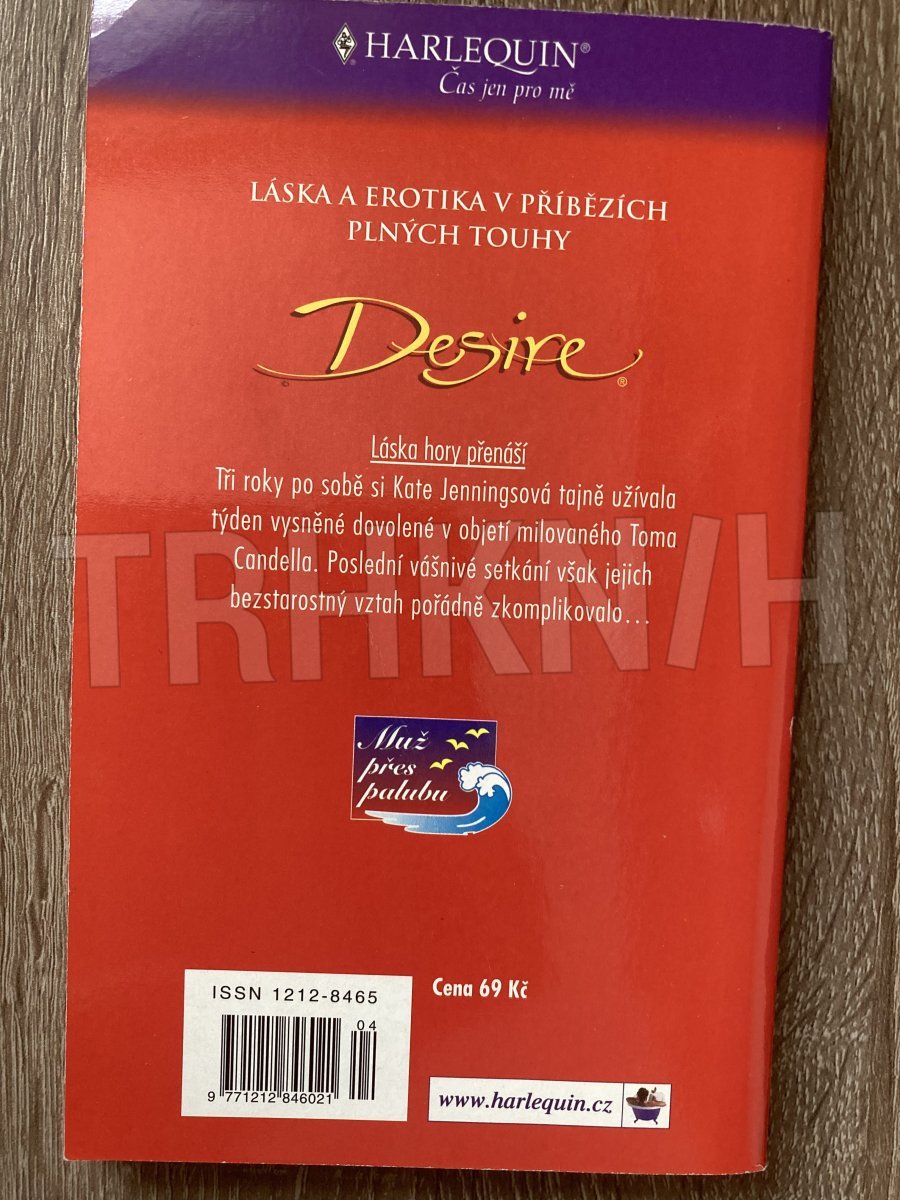 HARLEQUIN®
Čas jen pro mě
LÁSKA A EROTIKA V PŘÍBĚZÍCH
PLNÝCH TOUHY
Desire
© ®
Láska hory přenáší
Tři roky po sobě si Kate Jenningsová tajně užívala
týden vysněné dovolené v objetí milovaného Toma
Candella. Poslední vášnivé setkání však jejich
bezstarostný vztah pořádně zkomplikovalo...
TRHKNIH
Muž
přes
palubu
ISSN 1212-8465
04
9 771212 846021
Cena 69 Kč
www.harlequin.cz